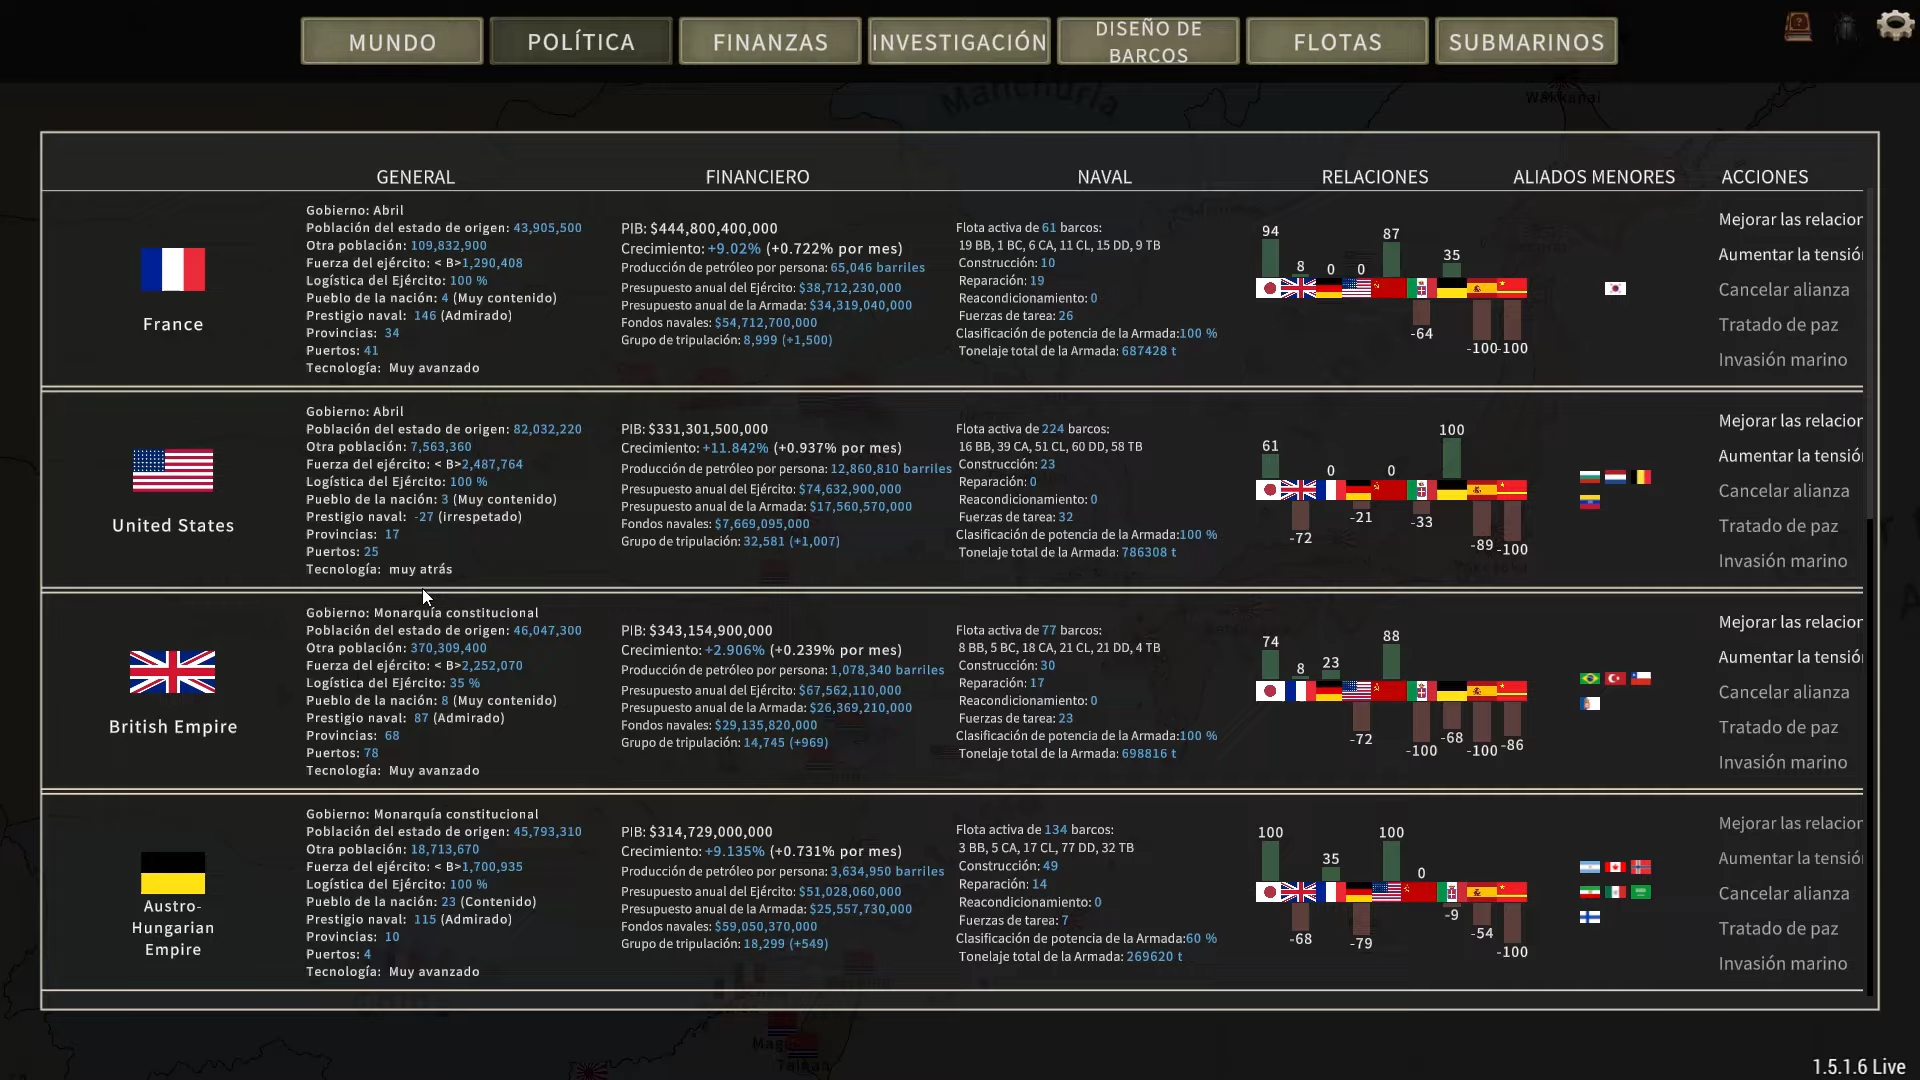 MUNDO
POLÍTICA
FINANZAS
INVESTIGACIÓN
DISEÑO DE
BARCOS
FLOTAS
SUBMARINOS
Manchuria
Wakkanai
GENERAL
FINANCIERO
NAVAL
RELACIONES
ALIADOS MENORES
ACCIONES
France
Gobierno: Abril
Población del estado de origen: 43,905,500
Otra población: 109,832,900
Fuerza del ejército: < B>1,290,408
Logística del Ejército: 100 %
Pueblo de la nación: 4 (Muy contenido)
Prestigio naval: 146 (Admirado)
Provincias: 34
Puertos: 41
Tecnología: Muy avanzado
PIB: $444,800,400,000
Crecimiento: +9.02% (+0.722% por mes)
Producción de petróleo por persona: 65,046 barriles
Presupuesto anual del Ejército: $38,712,230,000
Presupuesto anual de la Armada: $34,319,040,000
Fondos navales: $54,712,700,000
Grupo de tripulación: 8,999 (+1,500)
Flota activa de 61 barcos:
19 BB, 1 BC, 6 CA, 11 CL, 15 DD, 9 TB
Construcción: 10
Reparación: 19
Reacondicionamiento: 0
Fuerzas de tarea: 26
Clasificación de potencia de la Armada:100 %
Tonelaje total de la Armada: 687428 t
94
8
0
0
87
-64
35
-100
-100
Mejorar las relacion
Aumentar la tensió
Cancelar alianza
Tratado de paz
Invasión marino
United States
Gobierno: Abril
Población del estado de origen: 82,032,220
Otra población: 7,563,360
Fuerza del ejército: < B>2,487,764
Logística del Ejército: 100 %
Pueblo de la nación: 3 (Muy contenido)
Prestigio naval: -27 (irrespetado)
Provincias: 17
Puertos: 25
Tecnología: muy atrás
PIB: $331,301,500,000
Crecimiento: +11.842% (+0.937% por mes)
Producción de petróleo por persona: 12,860,810 barriles
Presupuesto anual del Ejército: $74,632,900,000
Presupuesto anual de la Armada: $17,560,570,000
Fondos navales: $7,669,095,000
Grupo de tripulación: 32,581 (+1,007)
Flota activa de 224 barcos:
16 BB, 39 CA, 51 CL, 60 DD, 58 TB
Construcción: 23
Reparación: 0
Reacondicionamiento: 0
Fuerzas de tarea: 32
Clasificación de potencia de la Armada:100 %
Tonelaje total de la Armada: 786308 t
61
-72
0
-21
0
-33
100
-89
-100
Mejorar las relacion
Aumentar la tensió
Cancelar alianza
Tratado de paz
Invasión marino
British Empire
Gobierno: Monarquía constitucional
Población del estado de origen: 46,047,300
Otra población: 370,309,400
Fuerza del ejército: < B>2,252,070
Logística del Ejército: 35 %
Pueblo de la nación: 8 (Muy contenido)
Prestigio naval: 87 (Admirado)
Provincias: 68
Puertos: 78
Tecnología: Muy avanzado
PIB: $343,154,900,000
Crecimiento: +2.906% (+0.239% por mes)
Producción de petróleo por persona: 1,078,340 barriles
Presupuesto anual del Ejército: $67,562,110,000
Presupuesto anual de la Armada: $26,369,210,000
Fondos navales: $29,135,820,000
Grupo de tripulación: 14,745 (+969)
Flota activa de 77 barcos:
8 BB, 5 BC, 18 CA, 21 CL, 21 DD, 4 TB
Construcción: 30
Reparación: 17
Reacondicionamiento: 0
Fuerzas de tarea: 23
Clasificación de potencia de la Armada:100 %
Tonelaje total de la Armada: 698816 t
74
8
23
-72
88
-100
-68
-100
-86
Mejorar las relacion
Aumentar la tensió
Cancelar alianza
Tratado de paz
Invasión marino
Austro-
Hungarian
Empire
Gobierno: Monarquía constitucional
Población del estado de origen: 45,793,310
Otra población: 18,713,670
Fuerza del ejército: < B>1,700,935
Logística del Ejército: 100 %
Pueblo de la nación: 23 (Contenido)
Prestigio naval: 115 (Admirado)
Provincias: 10
Puertos: 4
Tecnología: Muy avanzado
PIB: $314,729,000,000
Crecimiento: +9.135% (+0.731% por mes)
Producción de petróleo por persona: 3,634,950 barriles
Presupuesto anual del Ejército: $51,028,060,000
Presupuesto anual de la Armada: $25,557,730,000
Fondos navales: $59,050,370,000
Grupo de tripulación: 18,299 (+549)
Flota activa de 134 barcos:
3 BB, 5 CA, 17 CL, 77 DD, 32 TB
Construcción: 49
Reparación: 14
Reacondicionamiento: 0
Fuerzas de tarea: 7
Clasificación de potencia de la Armada:60 %
Tonelaje total de la Armada: 269620 t
100
-68
35
-79
100
0
-9
-54
-100
Mejorar las relacion
Aumentar la tensió
Cancelar alianza
Tratado de paz
Invasión marino
1.5.1.6 Live